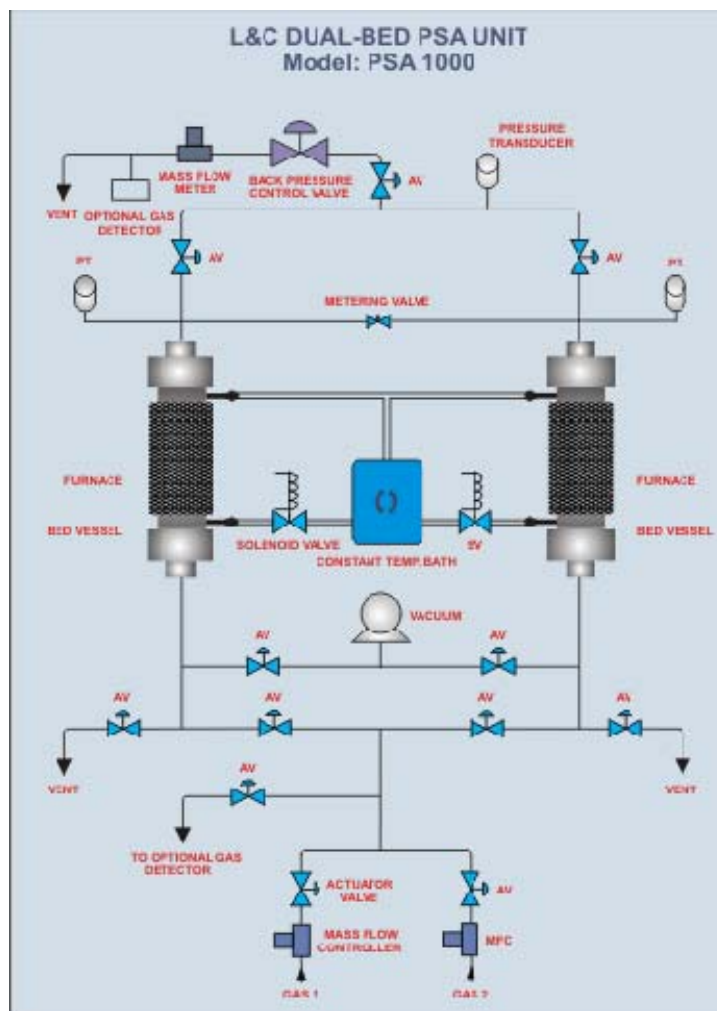 L&C DUAL-BED PSA UNIT
Model: PSA 1000
PRESSURE
TRANSDUCER
MASS FLOW
METER
BACK PRESSURE
CONTROL VALVE
AV
VENT
OPTIONAL GAS
DETECTOR
AV
AV
PT
PT
METERING VALVE
FURNACE
FURNACE
BED VESSEL
BED VESSEL
SOLENOID VALVE
SV
CONSTANT TEMP.BATH
VACUUM
AV
AV
AV
AV
AV
AV
VENT
VENT
AV
TO OPTIONAL GAS
DETECTOR
ACTUATOR
VALVE
AV
MASS FLOW
CONTROLLER
MFC
GAS 1
GAS 2